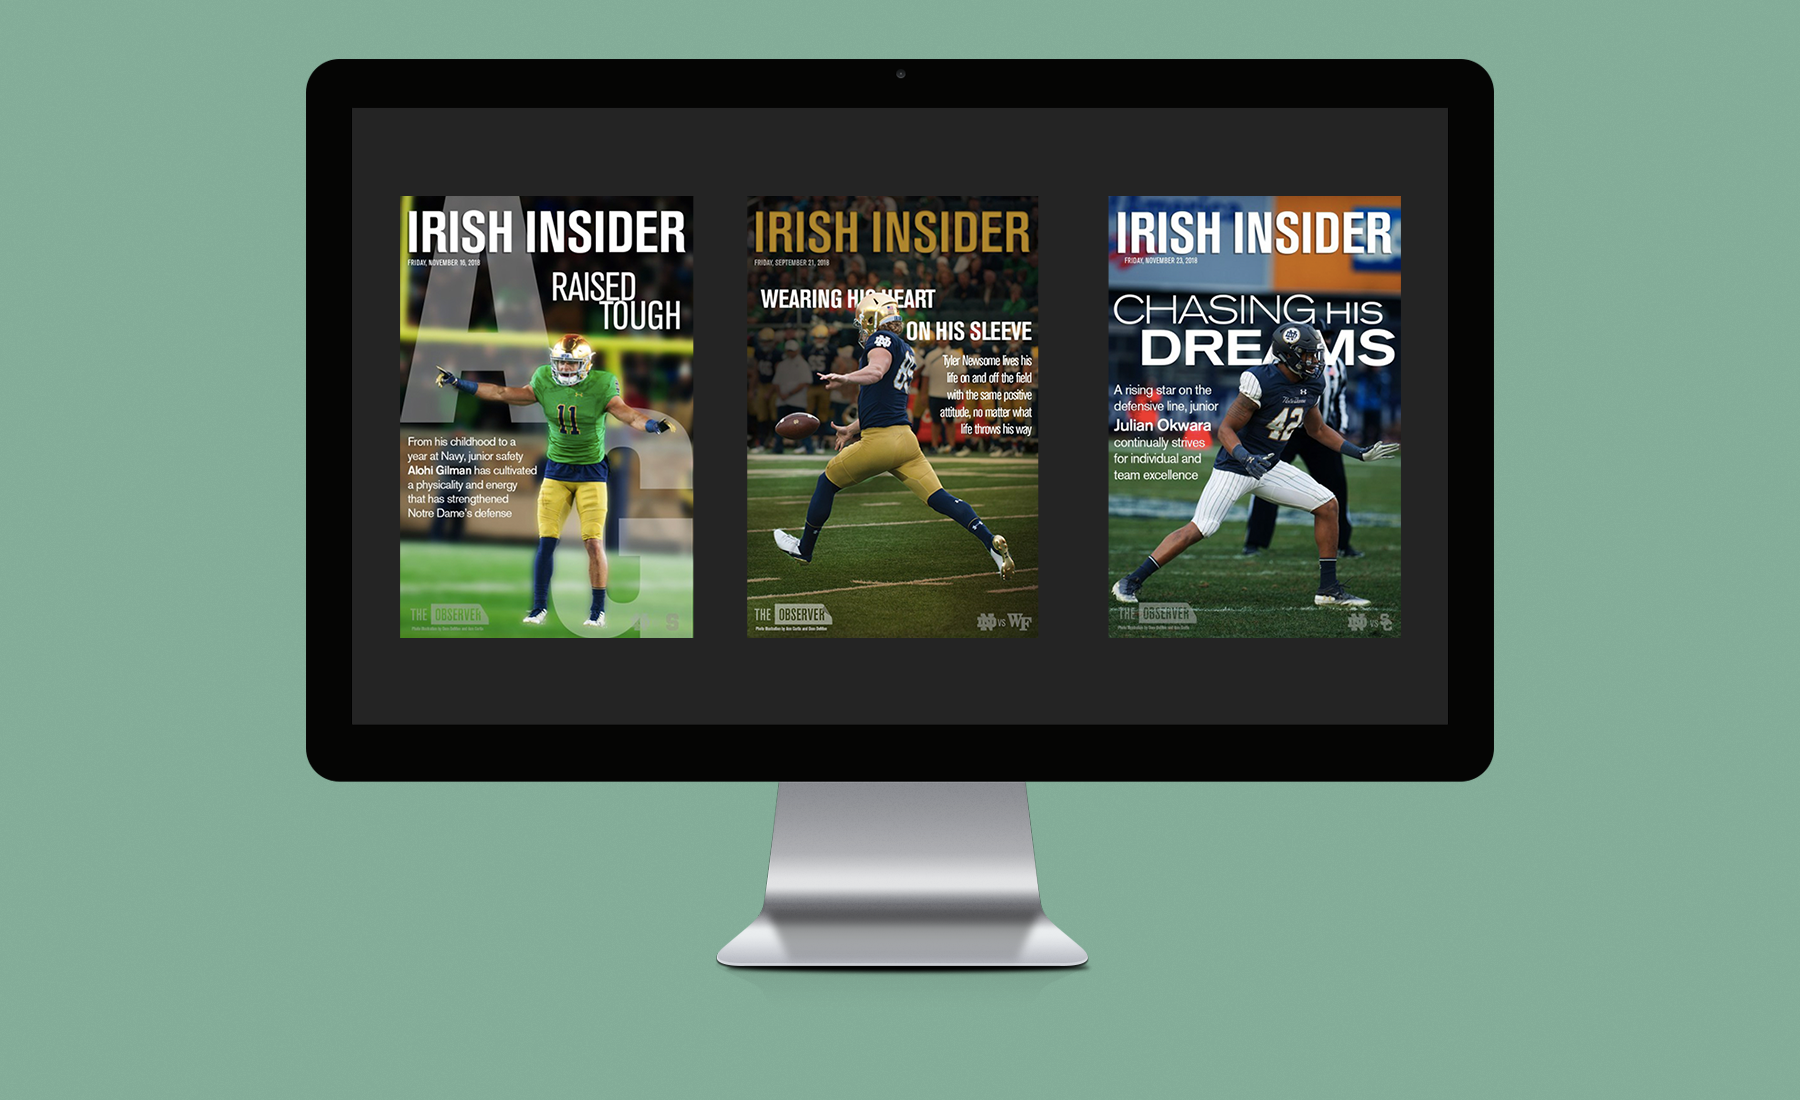 IRISH INSIDER
FRIDAY, NOVEMBER 16, 2018
RAISED
TOUGH
11
From his childhood to a
year at Navy, junior safety
Alohi Gilman has cultivated
a physicality and energy
that has strengthened
Notre Dame's defense
A
G
THE OBSERVER
IRISH INSIDER
FRIDAY, SEPTEMBER 21, 2018
WEARING HIS HEART
ON HIS SLEEVE
Tyler Newsome lives his
life on and off the field
with the same positive
attitude, no matter what
life throws his way
THE OBSERVER
ND VS WF
IRISH INSIDER
FRIDAY, NOVEMBER 23, 2018
CHASING HIS
DREAMS
A rising star on the
defensive line, junior
Julian Okwara
continually strives
for individual and
team excellence
42
THE OBSERVER
ND VS SC